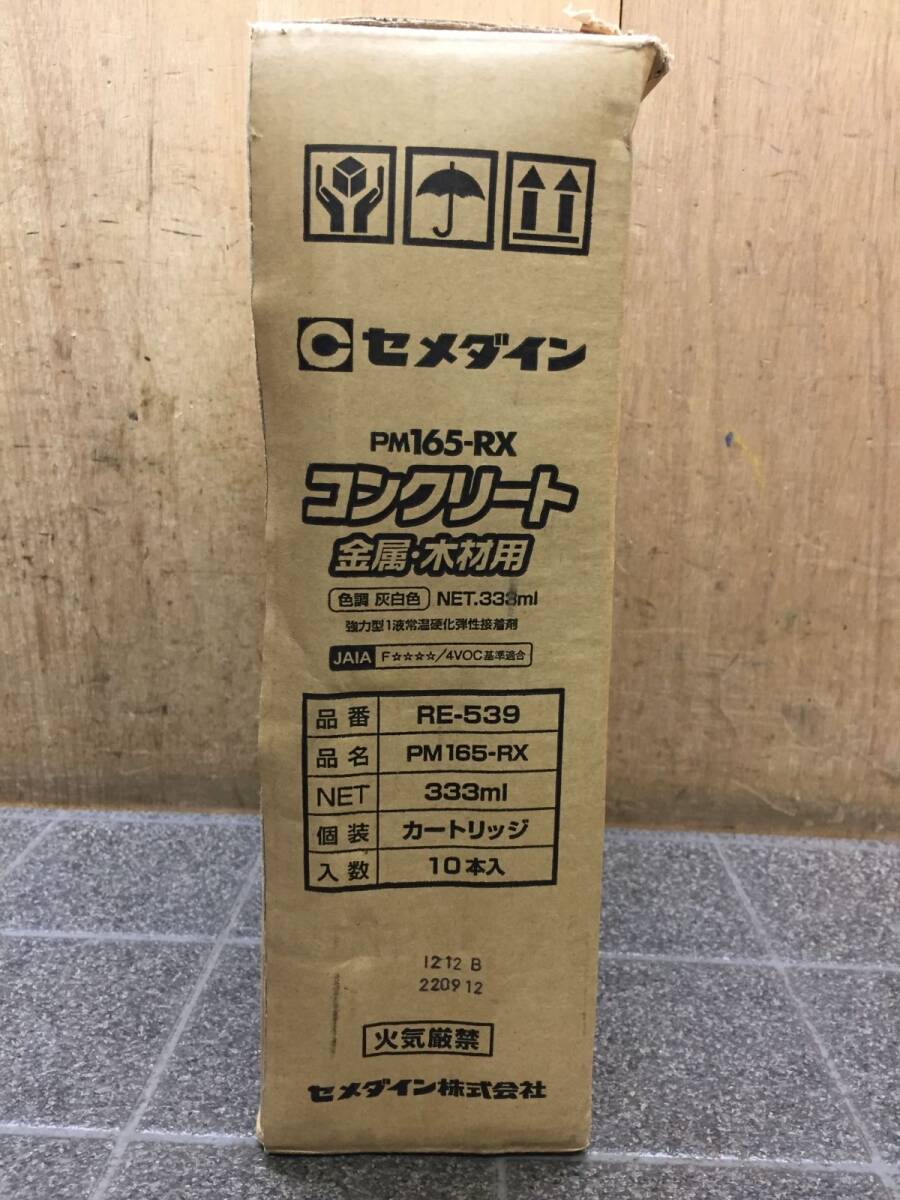 C セメダイン
PM165-RX
コンクリート
金属・木材用
色調 灰白色 NET.333ml
強力型1液常温硬化弾性接着剤
JAIA F☆☆☆☆/4VOC基準適合
品番 RE-539
品名 PM165-RX
NET 333ml
個装 カートリッジ
入数 10本入
1212 B
220912
火気厳禁
セメダイン株式会社